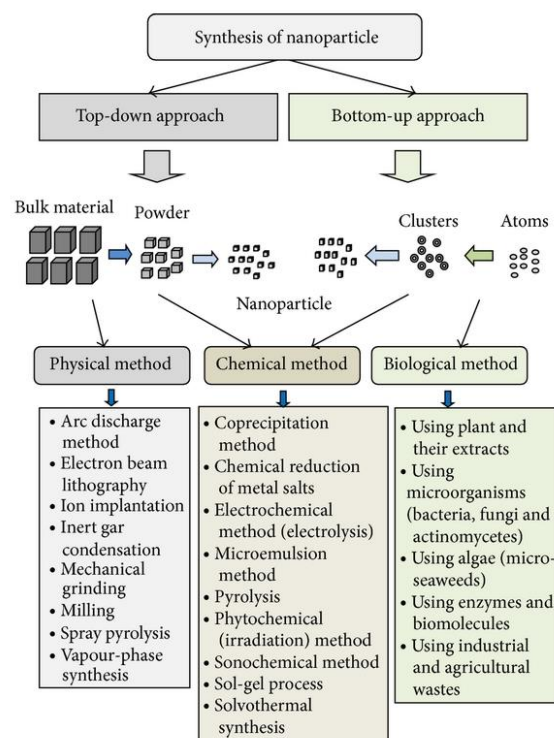 Synthesis of nanoparticle
Top-down approach
Bottom-up approach
Bulk material
Powder
Clusters
Atoms
Nanoparticle
Physical method
Chemical method
Biological method
• Arc discharge
method
• Electron beam
lithography
• Ion implantation
• Inert gar
condensation
• Mechanical
grinding
• Milling
• Spray pyrolysis
• Vapour-phase
synthesis
• Coprecipitation
method
• Chemical reduction
of metal salts
• Electrochemical
method (electrolysis)
• Microemulsion
method
• Pyrolysis
• Phytochemical
(irradiation) method
• Sonochemical method
• Sol-gel process
• Solvothermal
synthesis
• Using plant and
their extracts
• Using
microorganisms
(bacteria, fungi and
actinomycetes)
• Using algae (micro-
seaweeds)
• Using enzymes and
biomolecules
• Using industrial
and agricultural
wastes